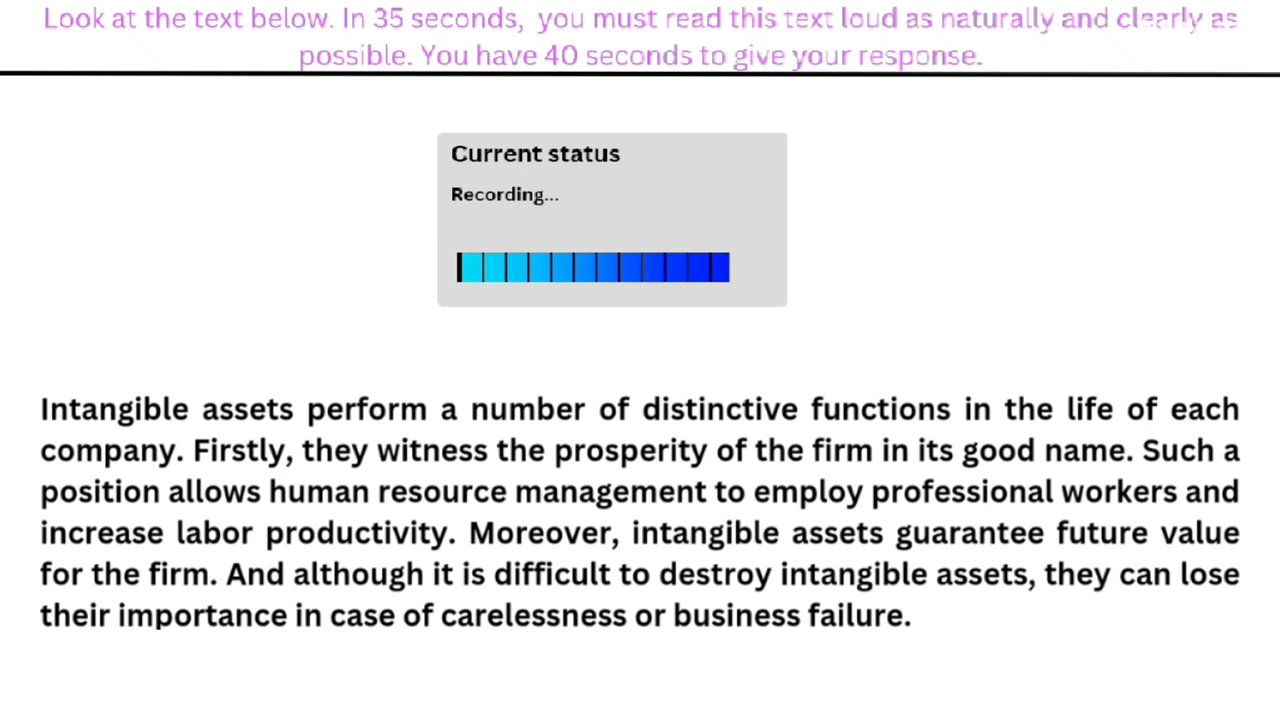 Look at the text below. In 35 seconds, you must read this text loud as naturally and clearly as
possible. You have 40 seconds to give your response.
Current status
Recording...
Intangible assets perform a number of distinctive functions in the life of each
company. Firstly, they witness the prosperity of the firm in its good name. Such a
position allows human resource management to employ professional workers and
increase labor productivity. Moreover, intangible assets guarantee future value
for the firm. And although it is difficult to destroy intangible assets, they can lose
their importance in case of carelessness or business failure.